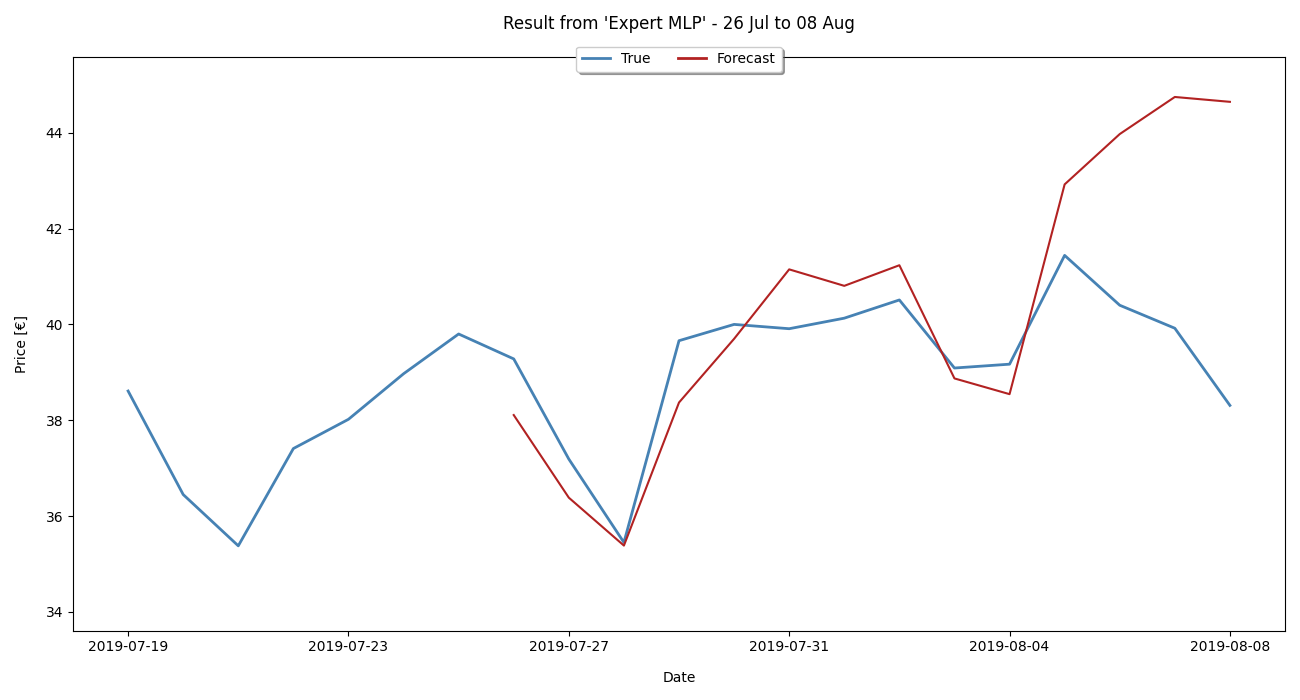 Result from 'Expert MLP' - 26 Jul to 08 Aug
True Forecast
Price [€]
44
42
40
38
36
34
2019-07-19 2019-07-23 2019-07-27 2019-07-31 2019-08-04 2019-08-08
Date